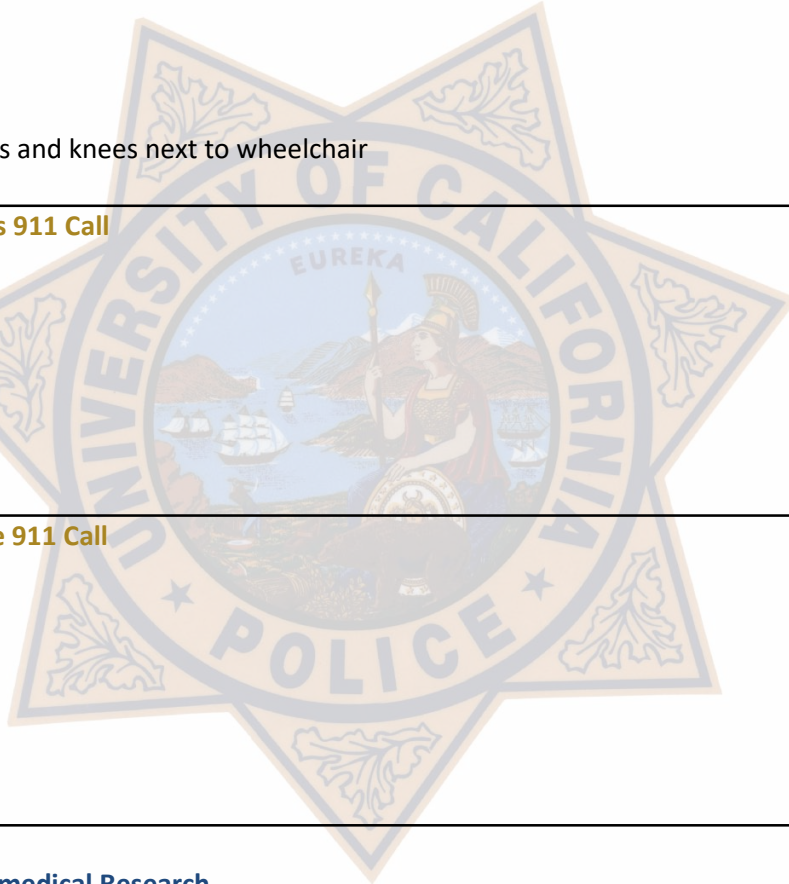 s and knees next to wheelchair
UNIVERSITY OF CALIFORNIA
EUREKA
s 911 Call
e 911 Call
POLICE
medical Research